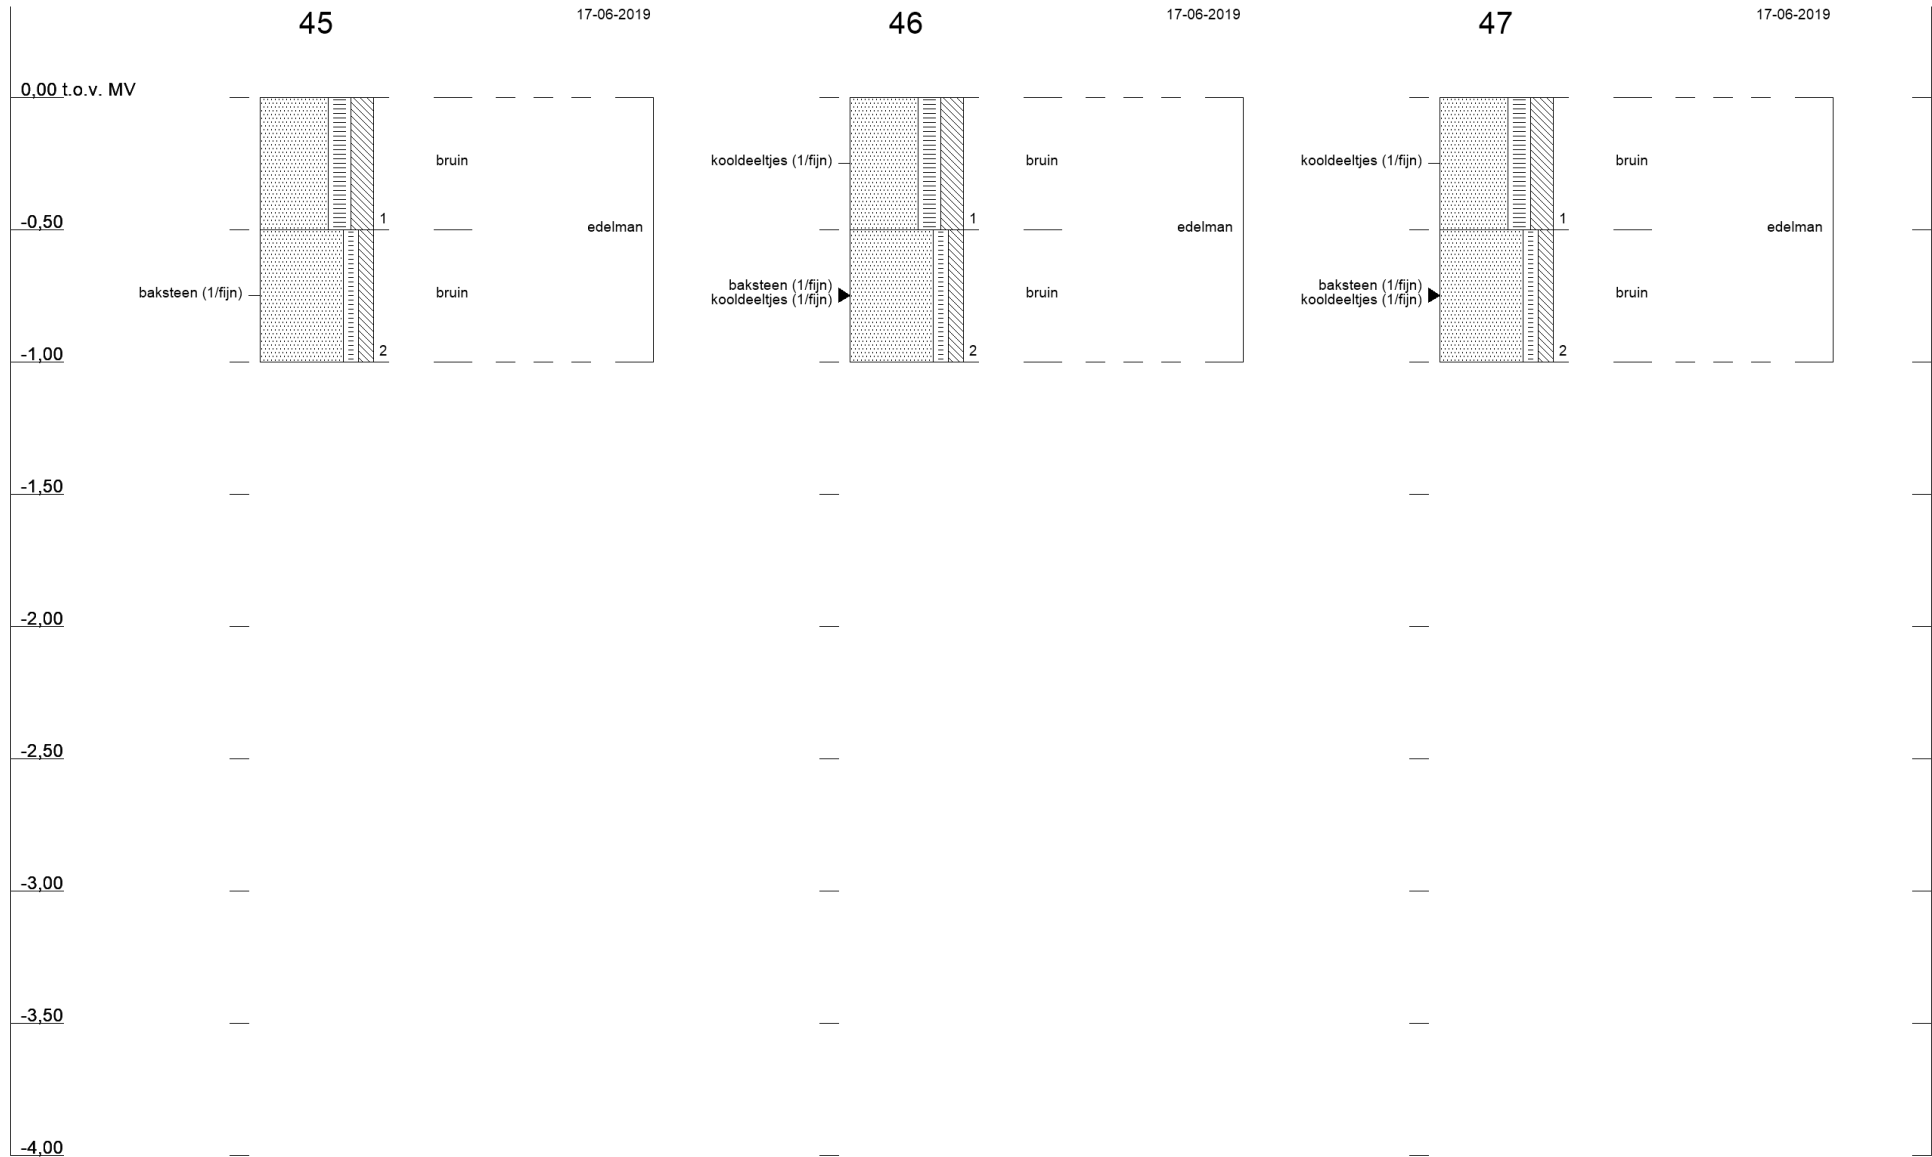 45
17-06-2019
46
17-06-2019
47
17-06-2019
0,00 t.o.v. MV
bruin
kooldeeltjes (1/fijn)
bruin
kooldeeltjes (1/fijn)
bruin
1
1
1
-0,50
edelman
edelman
edelman
baksteen (1/fijn)
bruin
baksteen (1/fijn)
kooldeeltjes (1/fijn)
bruin
baksteen (1/fijn)
kooldeeltjes (1/fijn)
bruin
2
2
2
-1,00
-1,50
-2,00
-2,50
-3,00
-3,50
-4,00